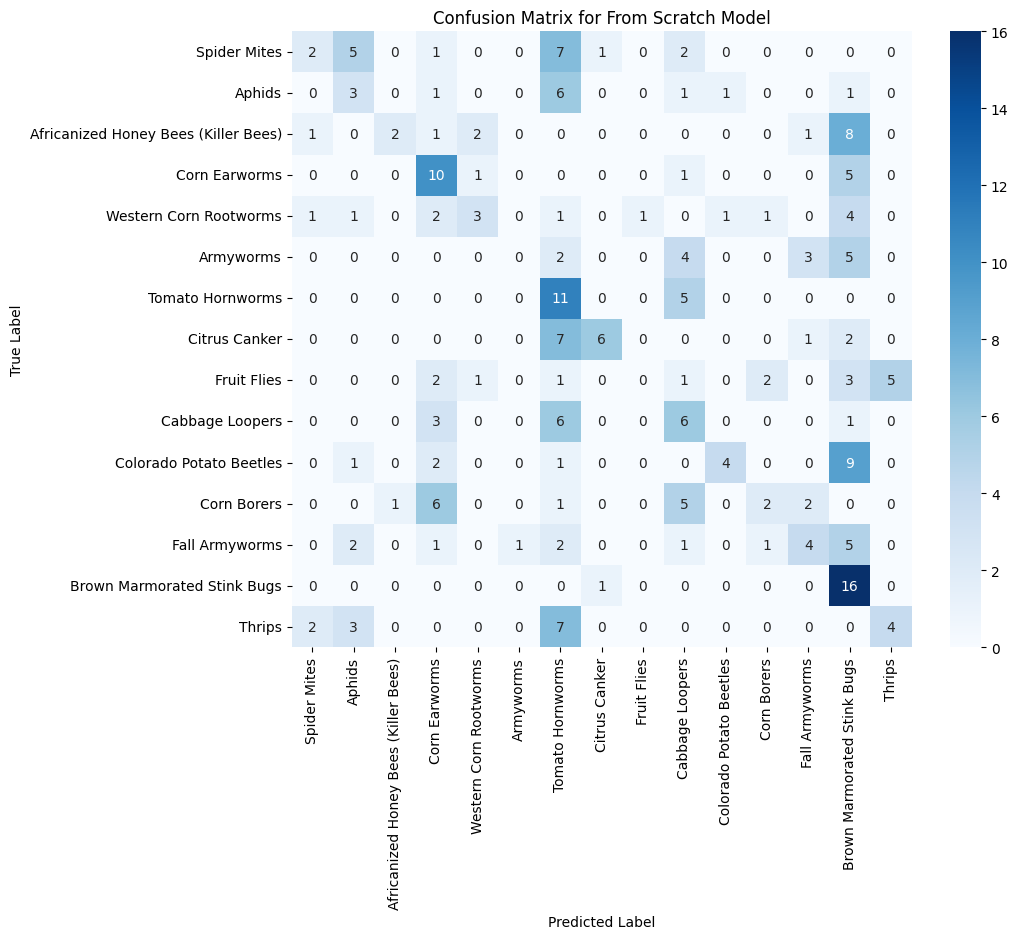 Confusion Matrix for From Scratch Model
True Label
Spider Mites 2 5 0 1 0 0 7 1 0 2 0 0 0 0 0
Aphids 0 3 0 1 0 0 6 0 0 1 1 0 0 1 0
Africanized Honey Bees (Killer Bees) 1 0 2 1 2 0 0 0 0 0 0 0 1 8 0
Corn Earworms 0 0 0 10 1 0 0 0 0 1 0 0 0 5 0
Western Corn Rootworms 1 1 0 2 3 0 1 0 1 0 1 1 0 4 0
Armyworms 0 0 0 0 0 0 2 0 0 4 0 0 3 5 0
Tomato Hornworms 0 0 0 0 0 0 11 0 0 5 0 0 0 0 0
Citrus Canker 0 0 0 0 0 0 7 6 0 0 0 0 1 2 0
Fruit Flies 0 0 0 2 1 0 1 0 0 1 0 2 0 3 5
Cabbage Loopers 0 0 0 3 0 0 6 0 0 6 0 0 0 1 0
Colorado Potato Beetles 0 1 0 2 0 0 1 0 0 0 4 0 0 9 0
Corn Borers 0 0 1 6 0 0 1 0 0 5 0 2 2 0 0
Fall Armyworms 0 2 0 1 0 1 2 0 0 1 0 1 4 5 0
Brown Marmorated Stink Bugs 0 0 0 0 0 0 0 1 0 0 0 0 0 16 0
Thrips 2 3 0 0 0 0 7 0 0 0 0 0 0 0 4
Spider Mites
Aphids
Africanized Honey Bees (Killer Bees)
Corn Earworms
Western Corn Rootworms
Armyworms
Tomato Hornworms
Citrus Canker
Fruit Flies
Cabbage Loopers
Colorado Potato Beetles
Corn Borers
Fall Armyworms
Brown Marmorated Stink Bugs
Thrips
Predicted Label
16
14
12
10
8
6
4
2
0